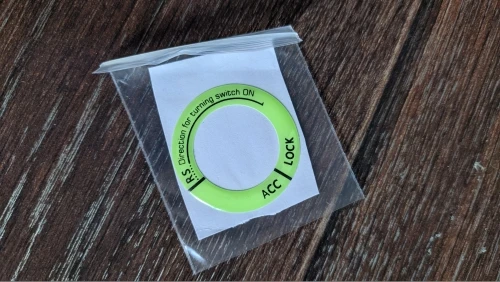 R.S. Direction for turning switch ON
LOCK
ACC